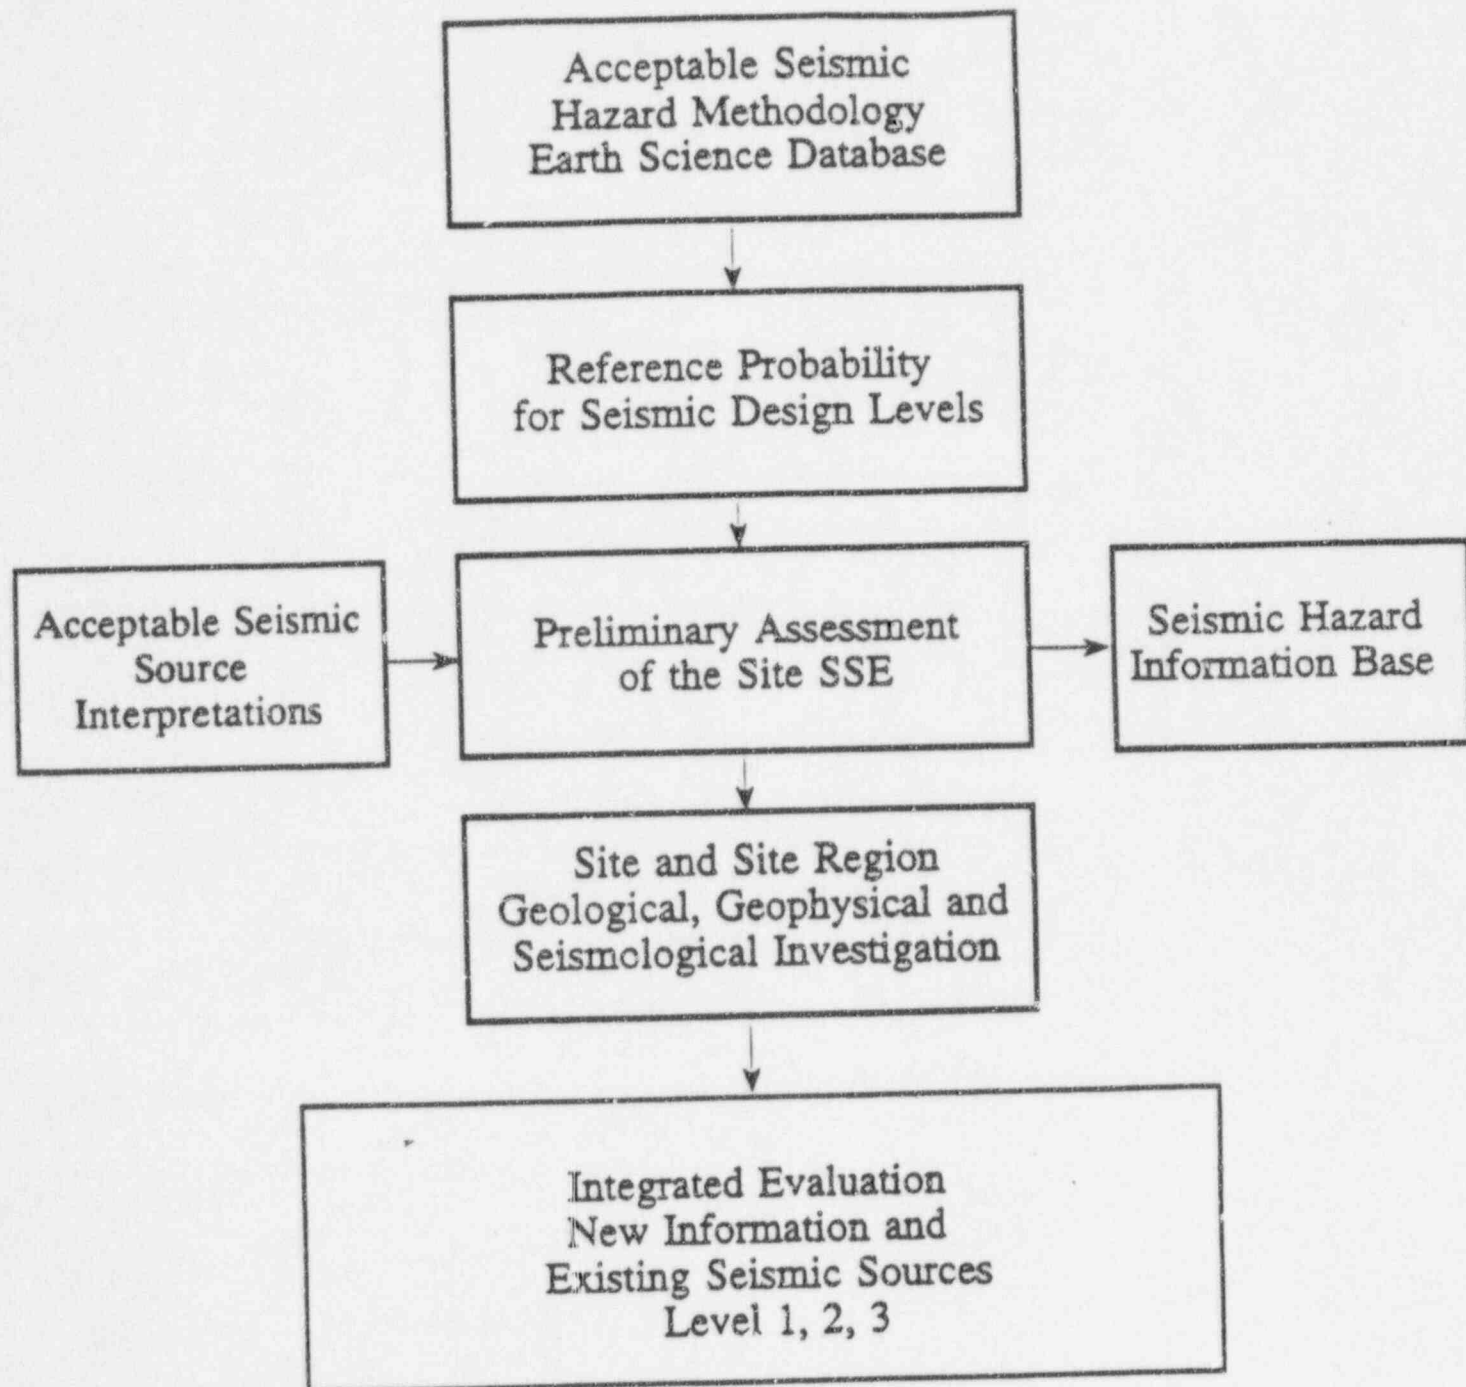 Acceptable Seismic
Hazard Methodology
Earth Science Database
Reference Probability
for Seismic Design Levels
Acceptable Seismic
Source
Interpretations
Preliminary Assessment
of the Site SSE
Seismic Hazard
Information Base
Site and Site Region
Geological, Geophysical and
Seismological Investigation
Integrated Evaluation
New Information and
Existing Seismic Sources
Level 1, 2, 3